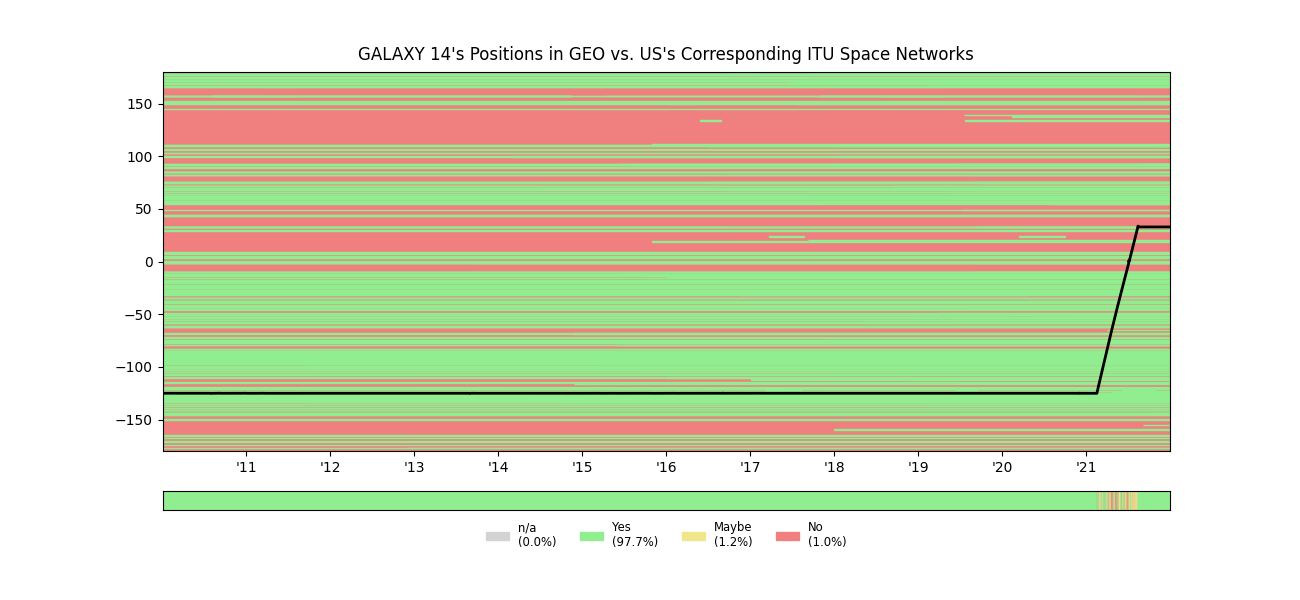 GALAXY 14's Positions in GEO vs. US's Corresponding ITU Space Networks
150
100
50
0
−50
−100
−150
'11 '12 '13 '14 '15 '16 '17 '18 '19 '20 '21
n/a Yes Maybe No
(0.0%) (97.7%) (1.2%) (1.0%)